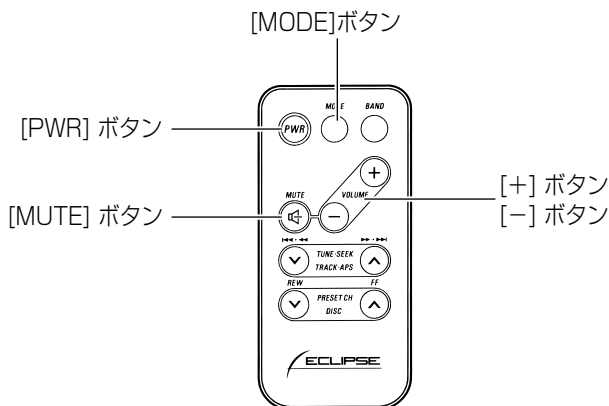 [MODE]ボタン
[PWR] ボタン
[MUTE] ボタン
[+] ボタン
[−] ボタン
PWR
MODE
BAND
+
MUTE
VOLUME
−
|◀◀·◀◀
▶▶·▶▶|
TUNE·SEEK
TRACK·APS
REW
FF
PRESET CH
DISC
ECLIPSE